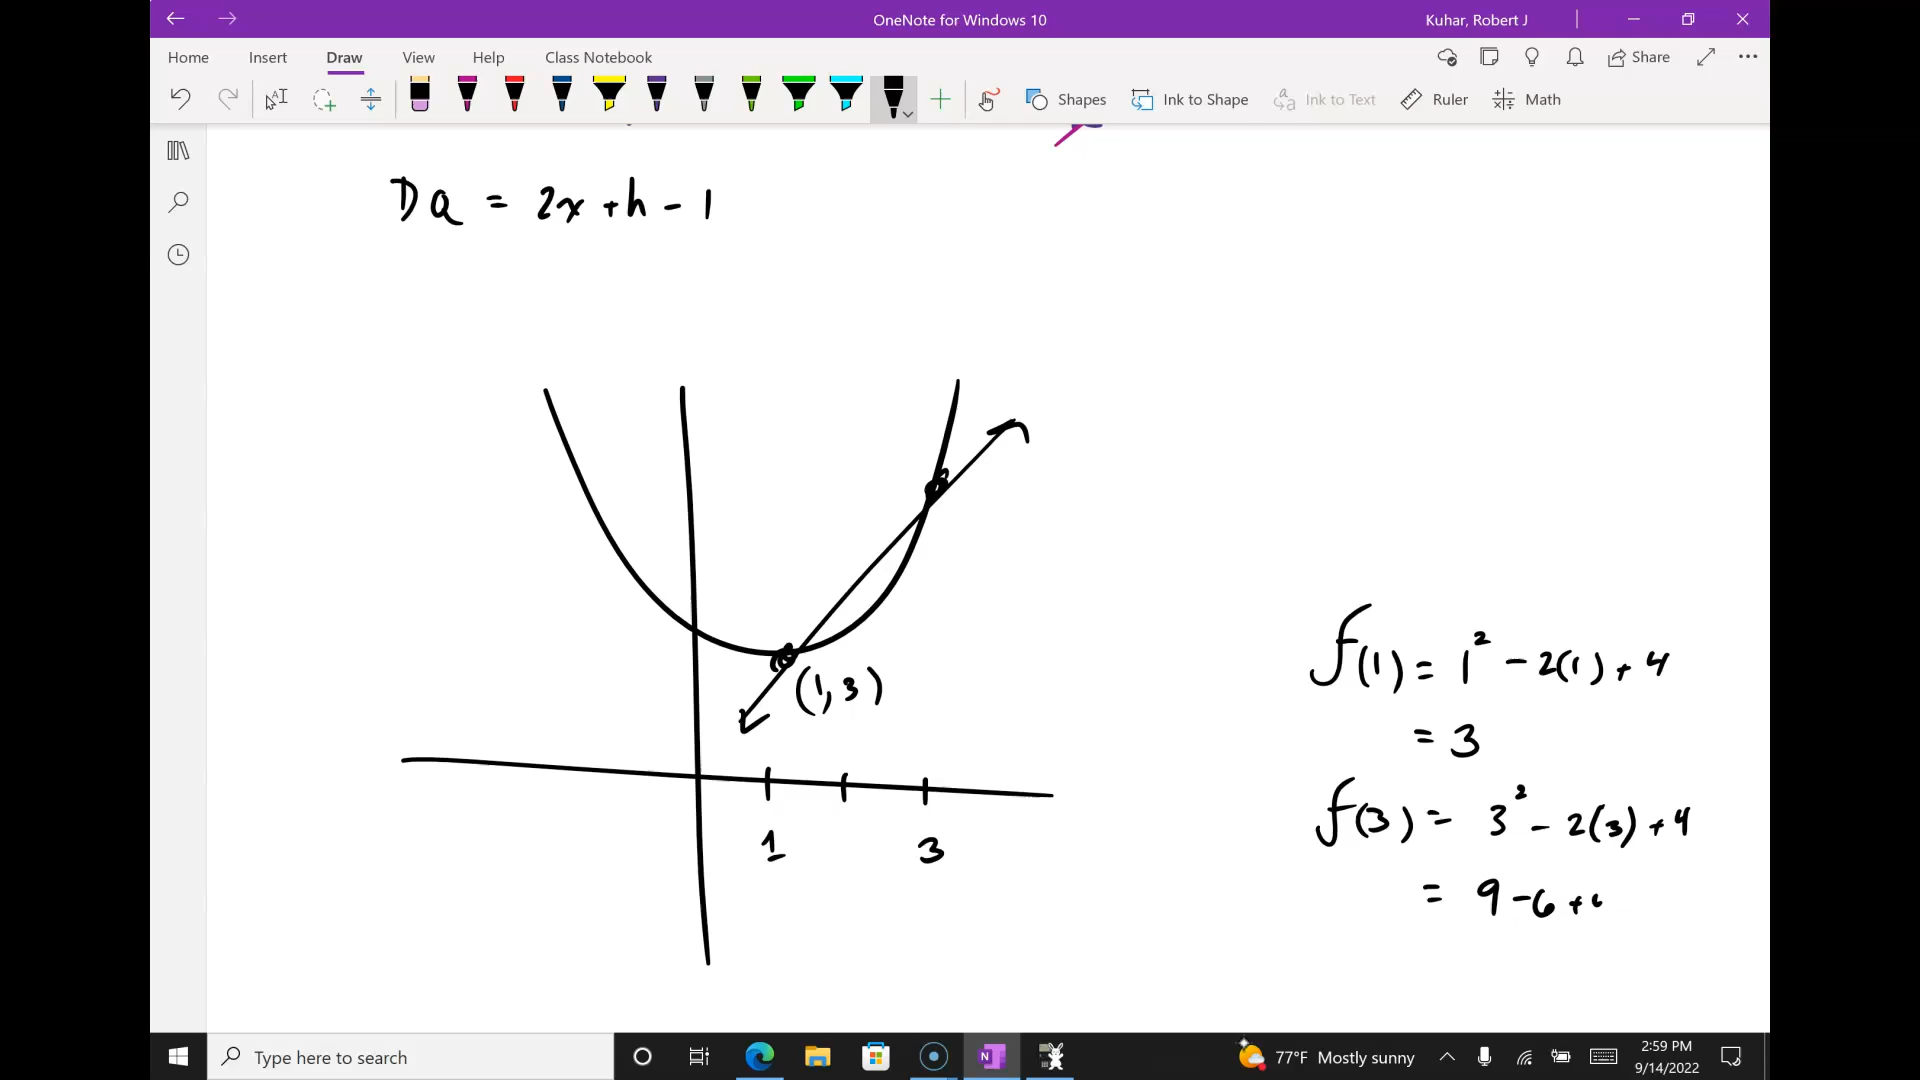 OneNote for Windows 10
Kuhar, Robert J
Home Insert Draw View Help Class Notebook
Share
Shapes Ink to Shape Ink to Text Ruler Math
DQ = 2x + h - 1
(1, 3)
1 3
f(1) = 1² - 2(1) + 4
= 3
f(3) = 3² - 2(3) + 4
= 9 - 6 +
Type here to search
77°F Mostly sunny
2:59 PM
9/14/2022